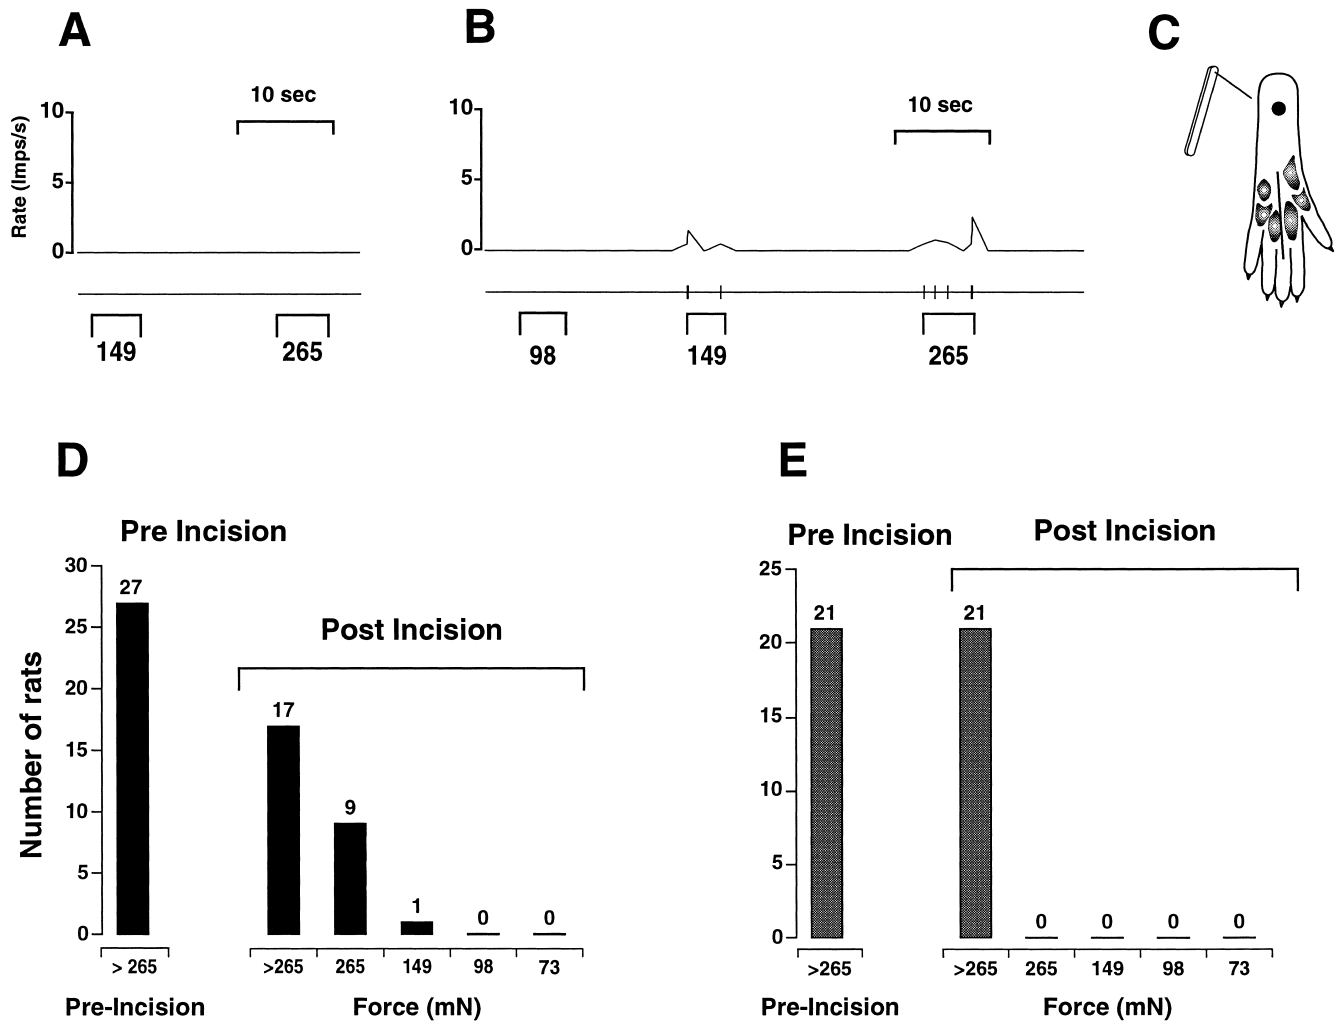 A
B
C
10 sec
10 sec
Rate (Imps/s)
10
5
0
10
5
0
149
265
98
149
265
D
E
Pre Incision
Post Incision
Pre Incision
Post Incision
Number of rats
30
25
20
15
10
5
0
27
17
9
1
0
0
> 265
>265
265
149
98
73
Pre-Incision
Force (mN)
25
20
15
10
5
0
21
21
0
0
0
0
>265
>265
265
149
98
73
Pre-Incision
Force (mN)